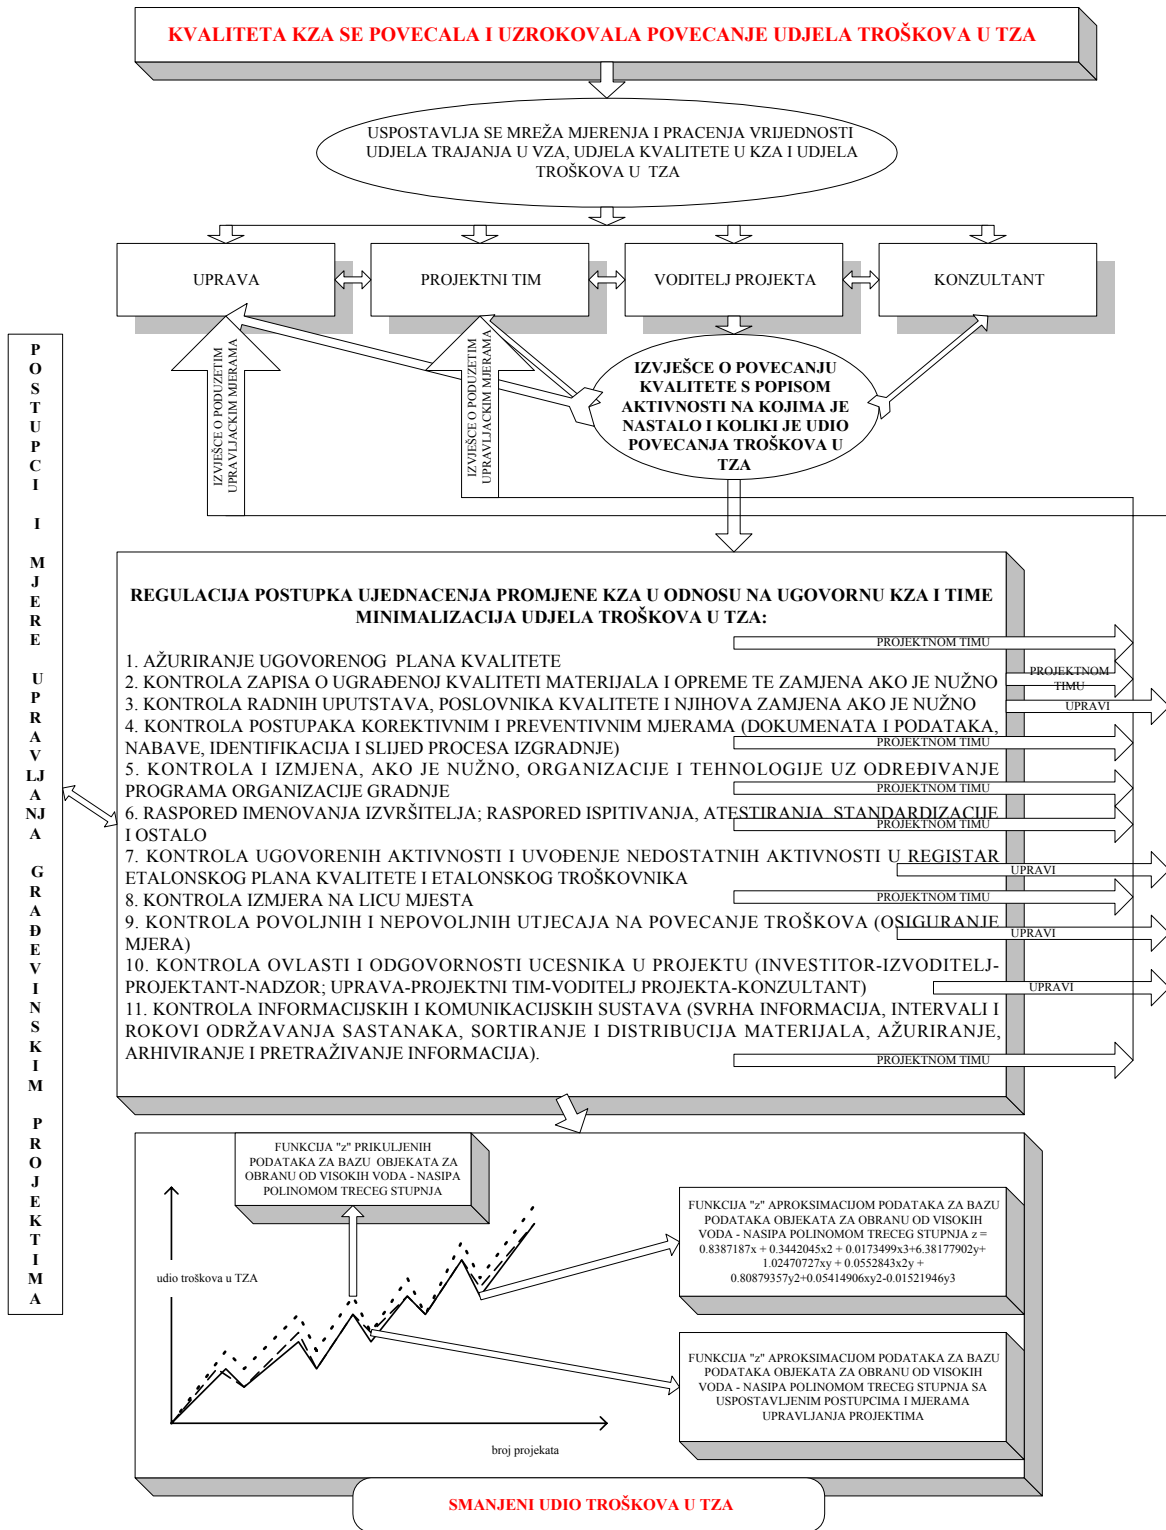 KVALITETA KZA SE POVECALA I UZROKOVALA POVECANJE UDJELA TROŠKOVA U TZA
USPOSTAVLJA SE MREŽA MJERENJA I PRACENJA VRIJEDNOSTI
UDJELA TRAJANJA U VZA, UDJELA KVALITETE U KZA I UDJELA
TROŠKOVA U TZA
UPRAVA
PROJEKTNI TIM
VODITELJ PROJEKTA
KONZULTANT
IZVJEŠCE O PODUZETIM
UPRAVLJACKIM MJERAMA
IZVJEŠCE O PODUZETIM
UPRAVLJACKIM MJERAMA
IZVJEŠCE O POVECANJU
KVALITETE S POPISOM
AKTIVNOSTI NA KOJIMA JE
NASTALO I KOLIKI JE UDIO
POVECANJA TROŠKOVA U
TZA
POSTUPCI I MJERE UPRAVLJANJA GRAĐEVINSKIM PROJEKTIMA
REGULACIJA POSTUPKA UJEDNACENJA PROMJENE KZA U ODNOSU NA UGOVORNU KZA I TIME
MINIMALIZACIJA UDJELA TROŠKOVA U TZA:
PROJEKTNOM TIMU
1. AŽURIRANJE UGOVORENOG PLANA KVALITETE
2. KONTROLA ZAPISA O UGRAĐENOJ KVALITETI MATERIJALA I OPREME TE ZAMJENA AKO JE NUŽNO
PROJEKTNOM
TIMU
3. KONTROLA RADNIH UPUTSTAVA, POSLOVNIKA KVALITETE I NJIHOVA ZAMJENA AKO JE NUŽNO
UPRAVI
4. KONTROLA POSTUPAKA KOREKTIVNIM I PREVENTIVNIM MJERAMA (DOKUMENATA I PODATAKA,
NABAVE, IDENTIFIKACIJA I SLIJED PROCESA IZGRADNJE)
PROJEKTNOM TIMU
5. KONTROLA I IZMJENA, AKO JE NUŽNO, ORGANIZACIJE I TEHNOLOGIJE UZ ODREĐIVANJE
PROGRAMA ORGANIZACIJE GRADNJE
PROJEKTNOM TIMU
6. RASPORED IMENOVANJA IZVRŠITELJA; RASPORED ISPITIVANJA, ATESTIRANJA, STANDARDIZACIJE
I OSTALO
PROJEKTNOM TIMU
7. KONTROLA UGOVORENIH AKTIVNOSTI I UVOĐENJE NEDOSTATNIH AKTIVNOSTI U REGISTAR
ETALONSKOG PLANA KVALITETE I ETALONSKOG TROŠKOVNIKA
UPRAVI
8. KONTROLA IZMJERA NA LICU MJESTA
PROJEKTNOM TIMU
9. KONTROLA POVOLJNIH I NEPOVOLJNIH UTJECAJA NA POVECANJE TROŠKOVA (OSIGURANJE
MJERA)
UPRAVI
10. KONTROLA OVLASTI I ODGOVORNOSTI UCESNIKA U PROJEKTU (INVESTITOR-IZVODITELJ-
PROJEKTANT-NADZOR; UPRAVA-PROJEKTNI TIM-VODITELJ PROJEKTA-KONZULTANT)
UPRAVI
11. KONTROLA INFORMACIJSKIH I KOMUNIKACIJSKIH SUSTAVA (SVRHA INFORMACIJA, INTERVALI I
ROKOVI ODRŽAVANJA SASTANAKA, SORTIRANJE I DISTRIBUCIJA MATERIJALA, AŽURIRANJE,
ARHIVIRANJE I PRETRAŽIVANJE INFORMACIJA).
PROJEKTNOM TIMU
FUNKCIJA "z" PRIKULJENIH
PODATAKA ZA BAZU OBJEKATA ZA
OBRANU OD VISOKIH VODA - NASIPA
POLINOMOM TRECEG STUPNJA
FUNKCIJA "z" APROKSIMACIJOM PODATAKA ZA BAZU
PODATAKA OBJEKATA ZA OBRANU OD VISOKIH
VODA - NASIPA POLINOMOM TRECEG STUPNJA z =
0.8387187x + 0.3442045x2 + 0.0173499x3+6.38177902y+
1.02470727xy + 0.0552843x2y +
0.80879357y2+0.05414906xy2-0.01521946y3
udio troškova u TZA
FUNKCIJA "z" APROKSIMACIJOM PODATAKA ZA BAZU
PODATAKA OBJEKATA ZA OBRANU OD VISOKIH
VODA - NASIPA POLINOMOM TRECEG STUPNJA SA
USPOSTAVLJENIM POSTUPCIMA I MJERAMA
UPRAVLJANJA PROJEKTIMA
broj projekata
SMANJENI UDIO TROŠKOVA U TZA